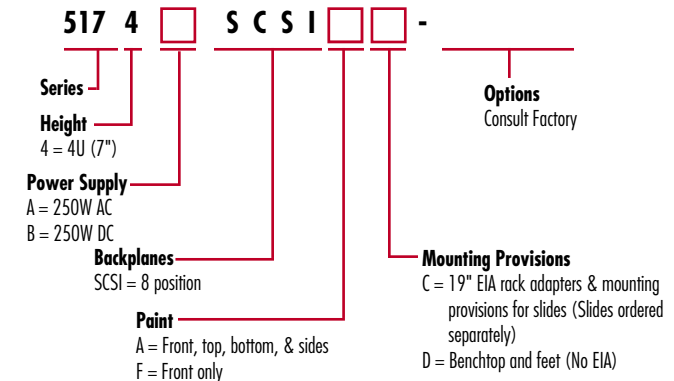 517 4 S C S I -
Series
Height
4 = 4U (7")
Power Supply
A = 250W AC
B = 250W DC
Backplanes
SCSI = 8 position
Paint
A = Front, top, bottom, & sides
F = Front only
Options
Consult Factory
Mounting Provisions
C = 19" EIA rack adapters & mounting
provisions for slides (Slides ordered
separately)
D = Benchtop and feet (No EIA)